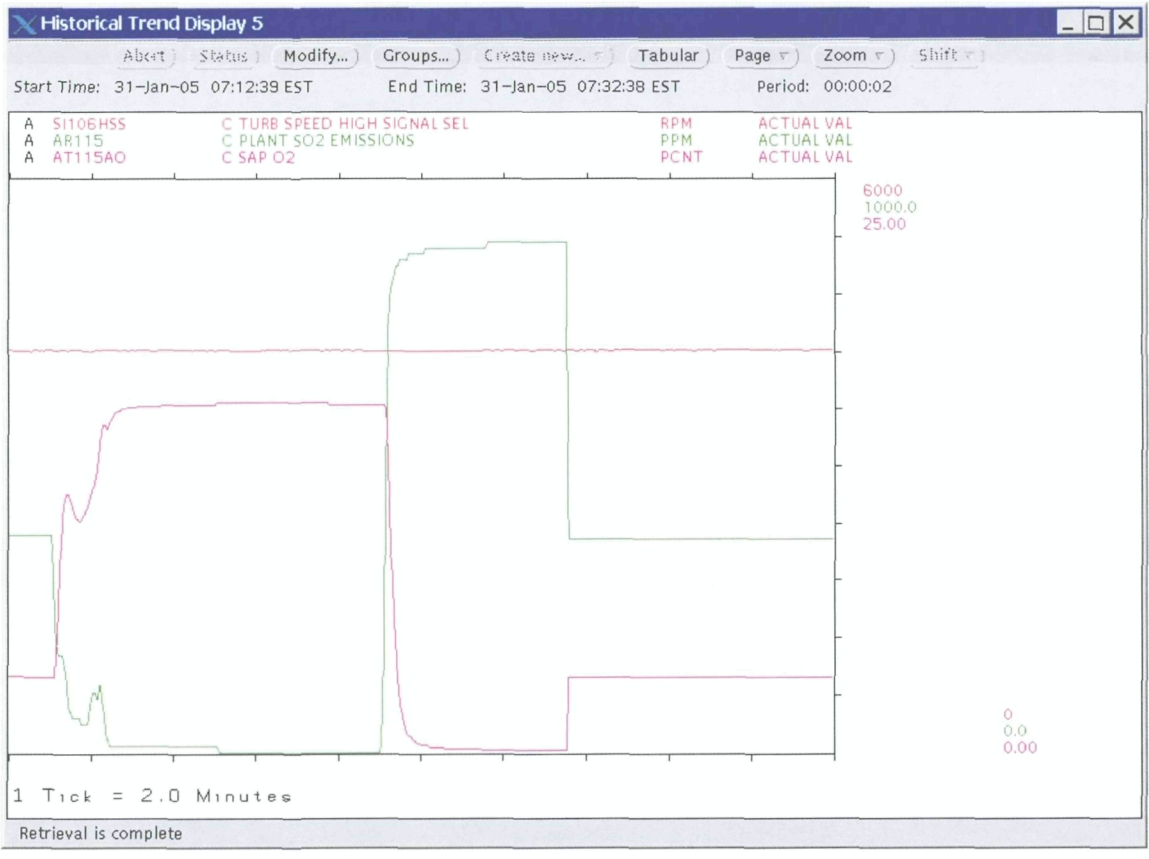 Historical Trend Display 5
Abort Status Modify... Groups... Create new... Tabular Page Zoom Shift
Start Time: 31-Jan-05 07:12:39 EST End Time: 31-Jan-05 07:32:38 EST Period: 00:00:02
A SI106HSS C TURB SPEED HIGH SIGNAL SEL RPM ACTUAL VAL
A AR115 C PLANT SO2 EMISSIONS PPM ACTUAL VAL
A AT115AO C SAP O2 PCNT ACTUAL VAL
6000
1000.0
25.00
0
0.0
0.00
1 Tick = 2.0 Minutes
Retrieval is complete